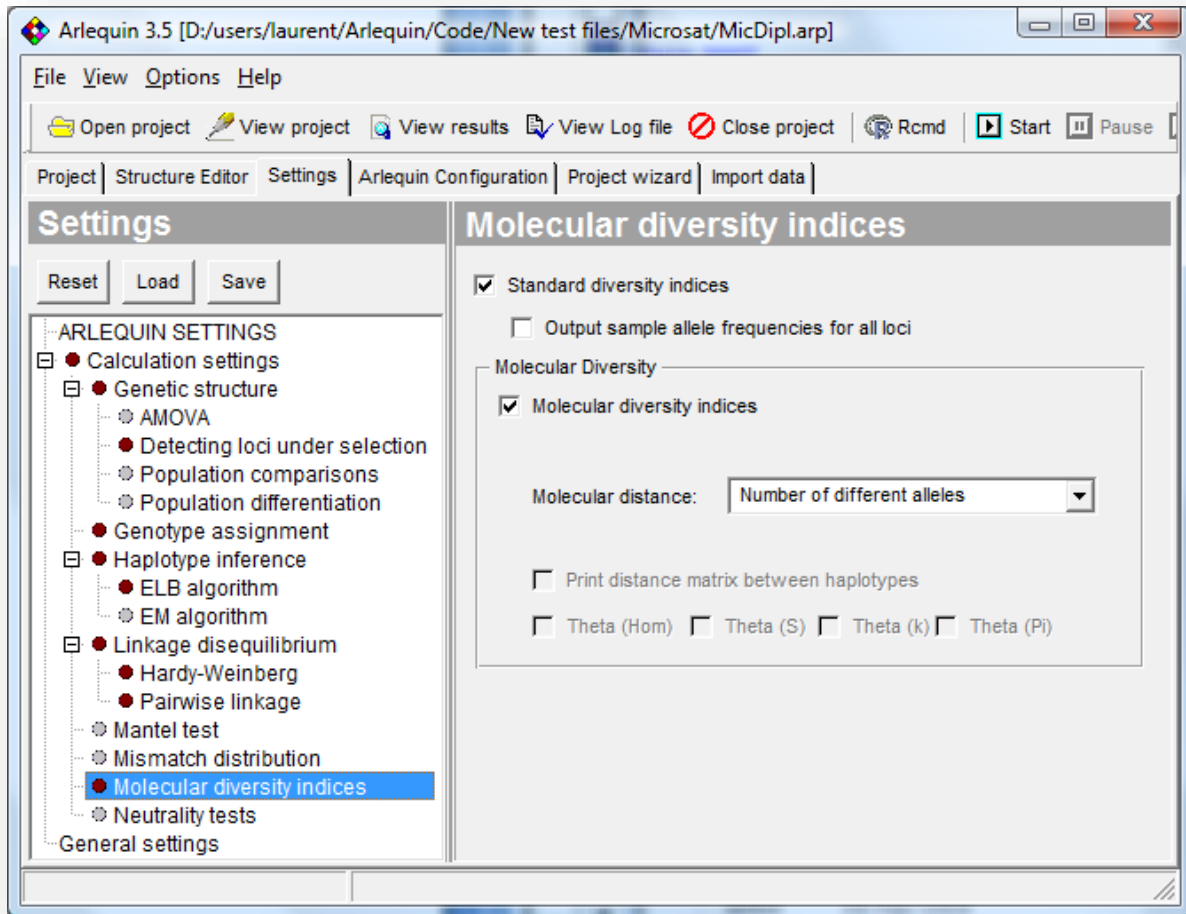 Arlequin 3.5 [D:/users/laurent/Arlequin/Code/New test files/Microsat/MicDipl.arp]
File View Options Help
Open project View project View results View Log file Close project Rcmd Start Pause
Project Structure Editor Settings Arlequin Configuration Project wizard Import data
Settings
Reset Load Save
ARLEQUIN SETTINGS
Calculation settings
Genetic structure
AMOVA
Detecting loci under selection
Population comparisons
Population differentiation
Genotype assignment
Haplotype inference
ELB algorithm
EM algorithm
Linkage disequilibrium
Hardy-Weinberg
Pairwise linkage
Mantel test
Mismatch distribution
Molecular diversity indices
Neutrality tests
General settings
Molecular diversity indices
Standard diversity indices
Output sample allele frequencies for all loci
Molecular Diversity
Molecular diversity indices
Molecular distance: Number of different alleles
Print distance matrix between haplotypes
Theta (Hom) Theta (S) Theta (k) Theta (Pi)